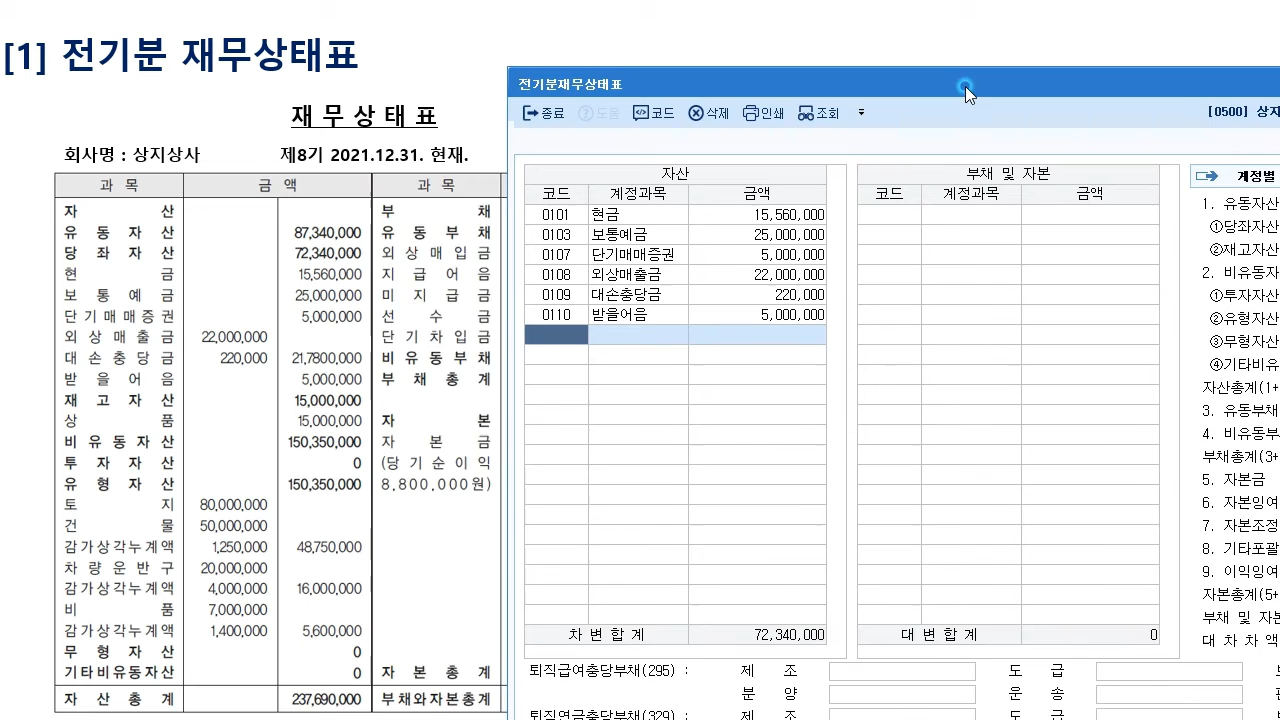 [1] 전기분 재무상태표
재 무 상 태 표
회사명 : 상지상사 제8기 2021.12.31. 현재.
과 목 금 액 과 목
자 산 부 채
유 동 자 산 87,340,000 유 동 부 채
당 좌 자 산 72,340,000 외 상 매 입 금
현 금 15,560,000 지 급 어 음
보 통 예 금 25,000,000 미 지 급 금
단기매매증권 5,000,000 선 수 금
외 상 매 출 금 22,000,000 단 기 차 입 금
대 손 충 당 금 220,000 21,7800,000 비 유 동 부 채
받 을 어 음 5,000,000 부 채 총 계
재 고 자 산 15,000,000
상 품 15,000,000 자 본
비 유 동 자 산 150,350,000 자 본 금
투 자 자 산 0 (당 기 순 이 익
유 형 자 산 150,350,000 8.800.000원)
토 지 80,000,000
건 물 50,000,000
감가상각누계액 1,250,000 48,750,000
차 량 운 반 구 20,000,000
감가상각누계액 4,000,000 16,000,000
비 품 7,000,000
감가상각누계액 1,400,000 5,600,000
무 형 자 산 0
기타비유동자산 0 자 본 총 계
자 산 총 계 237,690,000 부채와자본총계
전기분재무상태표
종료 도움 코드 삭제 인쇄 조회 [0500] 상지
자산
코드 계정과목 금액
0101 현금 15,560,000
0103 보통예금 25,000,000
0107 단기매매증권 5,000,000
0108 외상매출금 22,000,000
0109 대손충당금 220,000
0110 받을어음 5,000,000
차 변 합 계 72,340,000
부채 및 자본
코드 계정과목 금액
대 변 합 계 0
계정별
1. 유동자산
①당좌자산
②재고자산
2. 비유동자
①투자자산
②유형자산
③무형자산
④기타비유
자산총계(1+
3. 유동부채
4. 비유동부
부채총계(3+
5. 자본금
6. 자본잉여
7. 자본조정
8. 기타포괄
9. 이익잉여
자본총계(5+
부채 및 자본
대 차 차 액
퇴직급여충당부채(295) : 제 조 도 급
분 양 운 송
퇴직연금충당부채(329) : 제 조 도 급